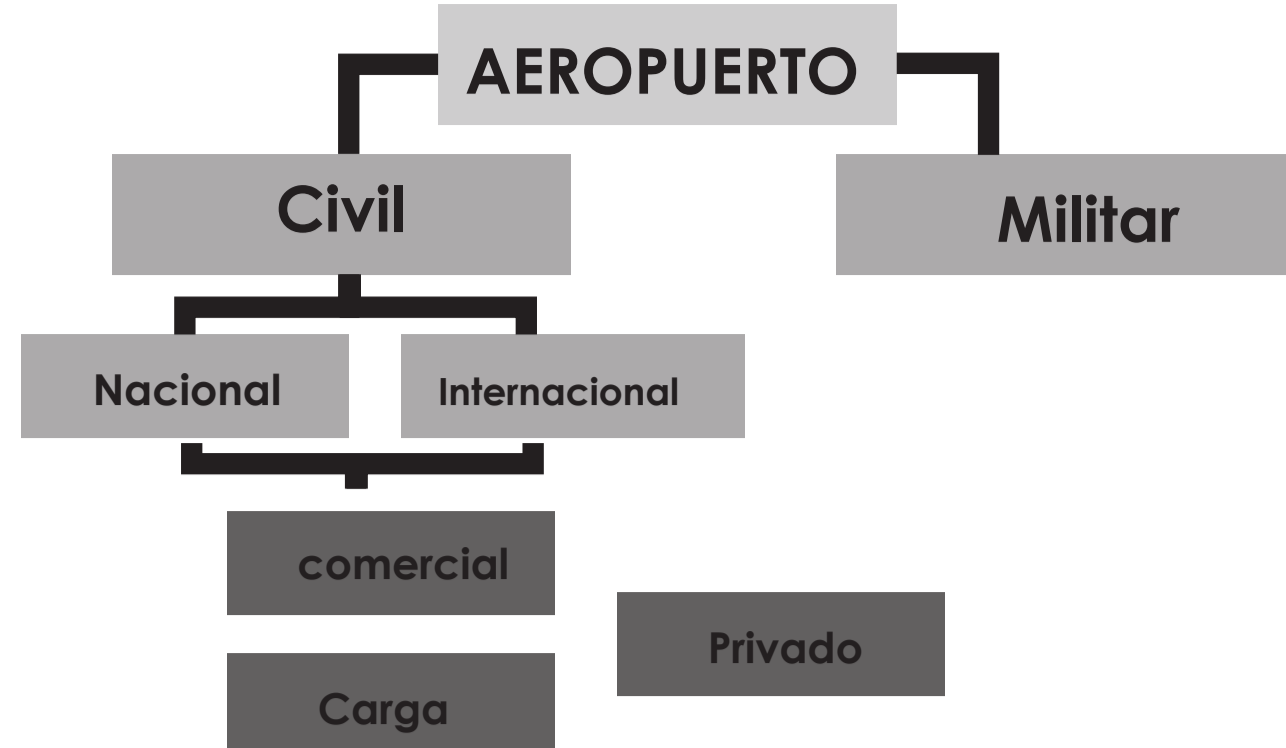 AEROPUERTO
Civil
Militar
Nacional
Internacional
comercial
Privado
Carga